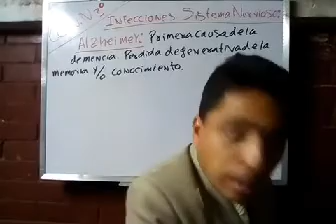 Infecciones Sistema Nervioso
Alzheimer: Primera causa de la
demencia. Perdida degenerativa de la
memoria y/o conocimiento.